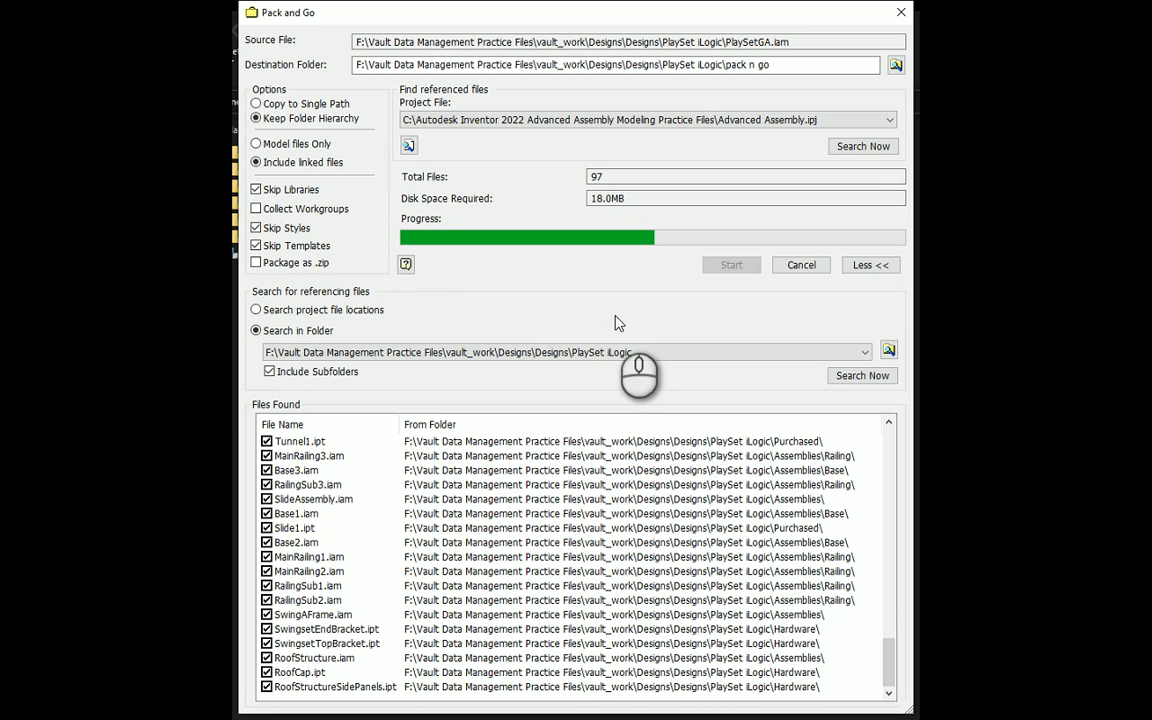 Pack and Go
Source File: F:\Vault Data Management Practice Files\vault_work\Designs\Designs\PlaySet iLogic\PlaySetGA.iam
Destination Folder: F:\Vault Data Management Practice Files\vault_work\Designs\Designs\PlaySet iLogic\pack n go
Options
Copy to Single Path
Keep Folder Hierarchy
Model files Only
Include linked files
Skip Libraries
Collect Workgroups
Skip Styles
Skip Templates
Package as .zip
Find referenced files
Project File:
C:\Autodesk Inventor 2022 Advanced Assembly Modeling Practice Files\Advanced Assembly.ipj
Search Now
Total Files: 97
Disk Space Required: 18.0MB
Progress:
Start Cancel Less <<
Search for referencing files
Search project file locations
Search in Folder
F:\Vault Data Management Practice Files\vault_work\Designs\Designs\PlaySet iLogic
Include Subfolders
Search Now
Files Found
File Name From Folder
Tunnel1.ipt F:\Vault Data Management Practice Files\vault_work\Designs\Designs\PlaySet iLogic\Purchased\
MainRailing3.iam F:\Vault Data Management Practice Files\vault_work\Designs\Designs\PlaySet iLogic\Assemblies\Railing\
Base3.iam F:\Vault Data Management Practice Files\vault_work\Designs\Designs\PlaySet iLogic\Assemblies\Base\
RailingSub3.iam F:\Vault Data Management Practice Files\vault_work\Designs\Designs\PlaySet iLogic\Assemblies\Railing\
SlideAssembly.iam F:\Vault Data Management Practice Files\vault_work\Designs\Designs\PlaySet iLogic\Assemblies\
Base1.iam F:\Vault Data Management Practice Files\vault_work\Designs\Designs\PlaySet iLogic\Assemblies\Base\
Slide1.ipt F:\Vault Data Management Practice Files\vault_work\Designs\Designs\PlaySet iLogic\Purchased\
Base2.iam F:\Vault Data Management Practice Files\vault_work\Designs\Designs\PlaySet iLogic\Assemblies\Base\
MainRailing1.iam F:\Vault Data Management Practice Files\vault_work\Designs\Designs\PlaySet iLogic\Assemblies\Railing\
MainRailing2.iam F:\Vault Data Management Practice Files\vault_work\Designs\Designs\PlaySet iLogic\Assemblies\Railing\
RailingSub1.iam F:\Vault Data Management Practice Files\vault_work\Designs\Designs\PlaySet iLogic\Assemblies\Railing\
RailingSub2.iam F:\Vault Data Management Practice Files\vault_work\Designs\Designs\PlaySet iLogic\Assemblies\Railing\
SwingAFrame.iam F:\Vault Data Management Practice Files\vault_work\Designs\Designs\PlaySet iLogic\Assemblies\
SwingsetEndBracket.ipt F:\Vault Data Management Practice Files\vault_work\Designs\Designs\PlaySet iLogic\Hardware\
SwingsetTopBracket.ipt F:\Vault Data Management Practice Files\vault_work\Designs\Designs\PlaySet iLogic\Hardware\
RoofStructure.iam F:\Vault Data Management Practice Files\vault_work\Designs\Designs\PlaySet iLogic\Assemblies\
RoofCap.ipt F:\Vault Data Management Practice Files\vault_work\Designs\Designs\PlaySet iLogic\Hardware\
RoofStructureSidePanels.ipt F:\Vault Data Management Practice Files\vault_work\Designs\Designs\PlaySet iLogic\Hardware\